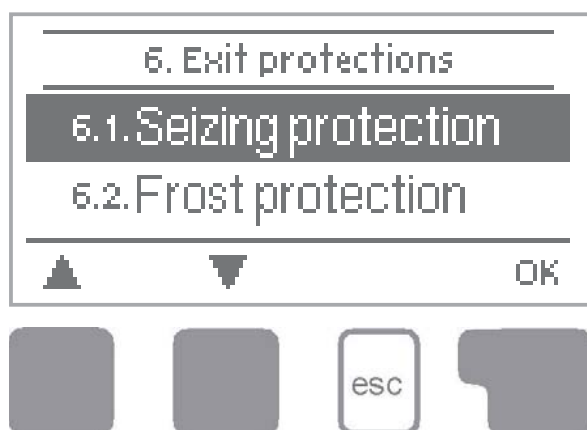 6. Exit protections
6.1.Seizing protection
6.2.Frost protection
OK
esc